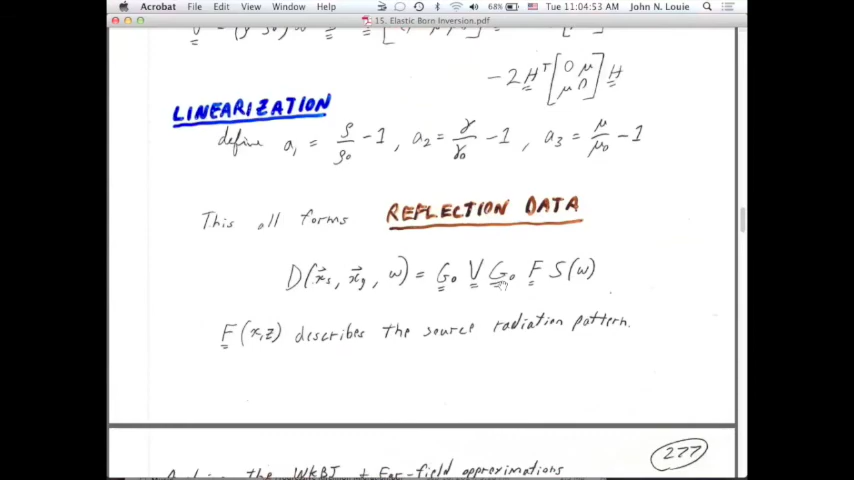 Acrobat File Edit View Window Help 68% Tue 11:04:53 AM John N. Louie
15. Elastic Born Inversion.pdf
-2 H^T [0 μ
μ 0] H
LINEARIZATION
define a₁ = ρ/ρ₀ -1, a₂ = γ/γ₀ -1, a₃ = μ/μ₀ -1
This all forms REFLECTION DATA
D(x⃗s, x⃗g, ω) = G₀ V G₀ F S(ω)
F(x,z) describes the source radiation pattern.
277
the WKBJ + Far-field approximations